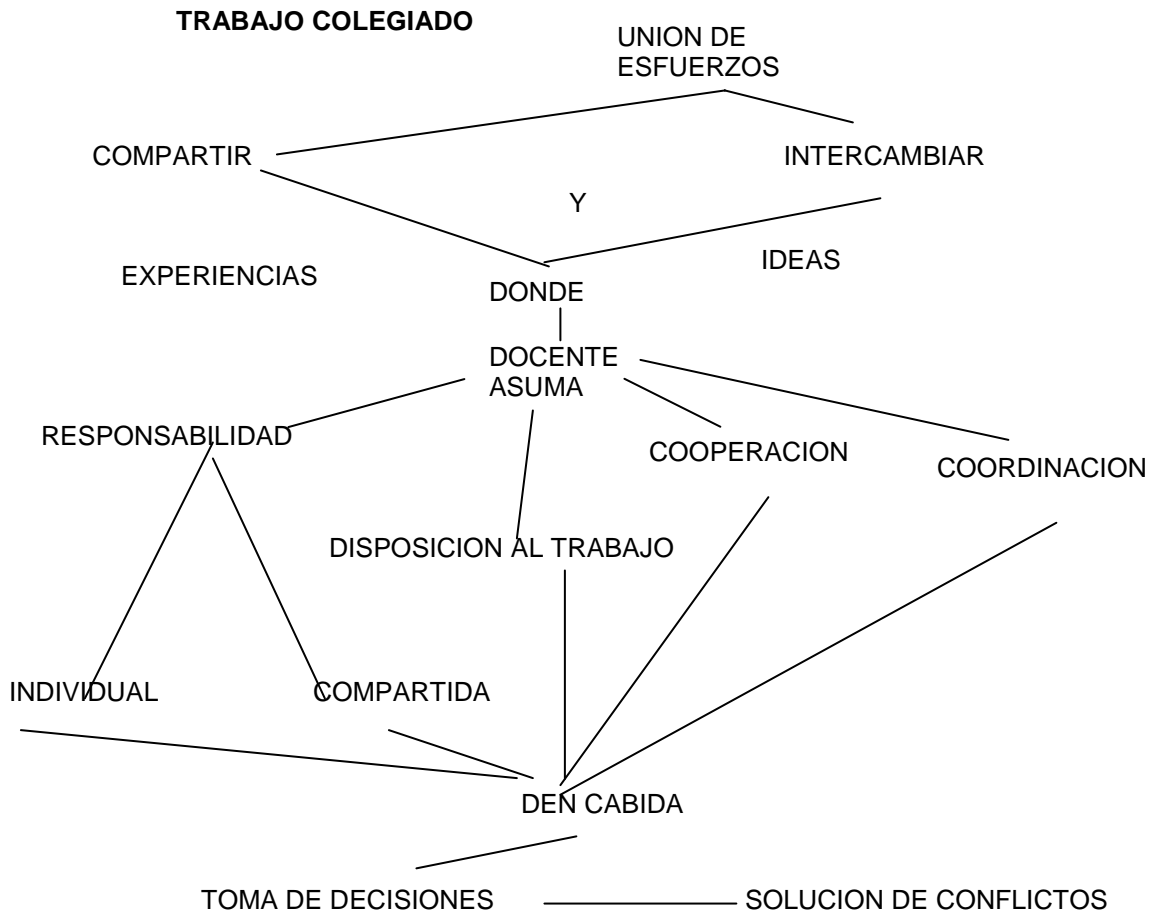 TRABAJO COLEGIADO
UNION DE
ESFUERZOS
COMPARTIR
INTERCAMBIAR
Y
EXPERIENCIAS
IDEAS
DONDE
DOCENTE
ASUMA
RESPONSABILIDAD
COOPERACION
COORDINACION
DISPOSICION AL TRABAJO
INDIVIDUAL
COMPARTIDA
DEN CABIDA
TOMA DE DECISIONES
SOLUCION DE CONFLICTOS